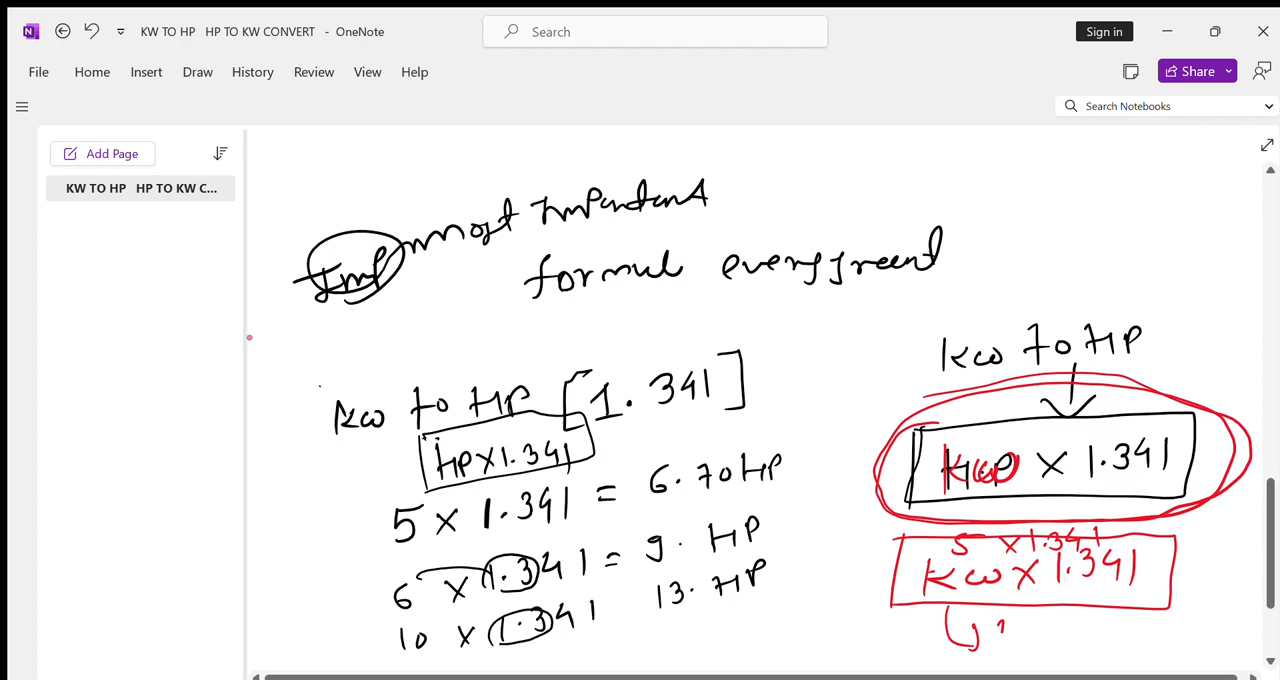 KW TO HP HP TO KW CONVERT - OneNote
Search
Sign in
File Home Insert Draw History Review View Help
Share
Search Notebooks
Add Page
KW TO HP HP TO KW C...
Imp most Important
formul everggreent
kw to HP [1.341]
HP X 1.341
5 X 1.341 = 6.70 HP
6 X 1.341 = 9. HP
10 X 1.341 13. HP
kw To HP
kw X 1.341
5 X 1.341
kw X 1.341